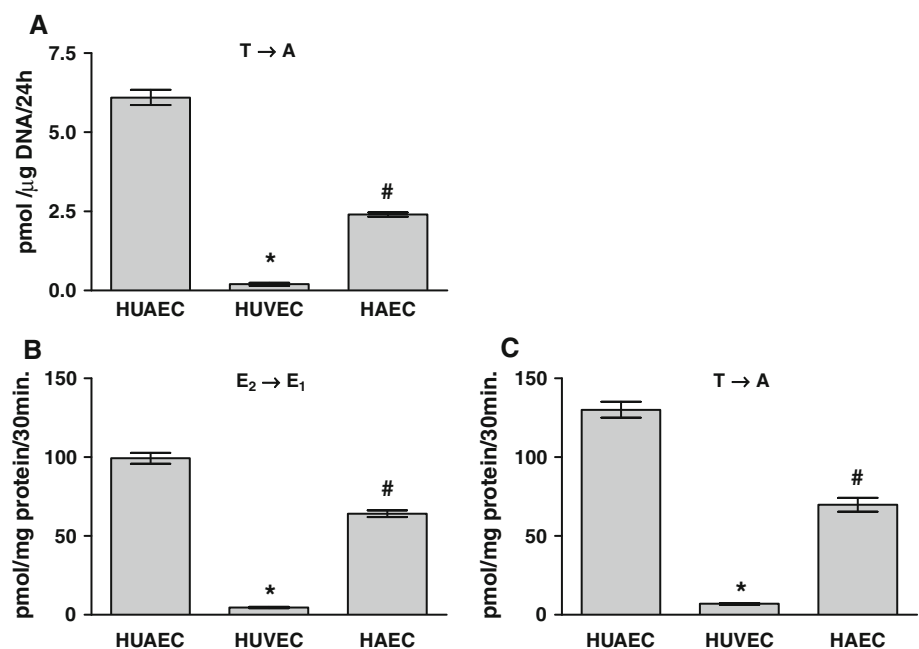 A
T → A
pmol /μg DNA/24h
7.5
5.0
2.5
0.0
#
*
HUAEC HUVEC HAEC
B
E₂ → E₁
pmol/mg protein/30min.
150
100
50
0
#
*
HUAEC HUVEC HAEC
C
T → A
pmol/mg protein/30min.
150
100
50
0
#
*
HUAEC HUVEC HAEC